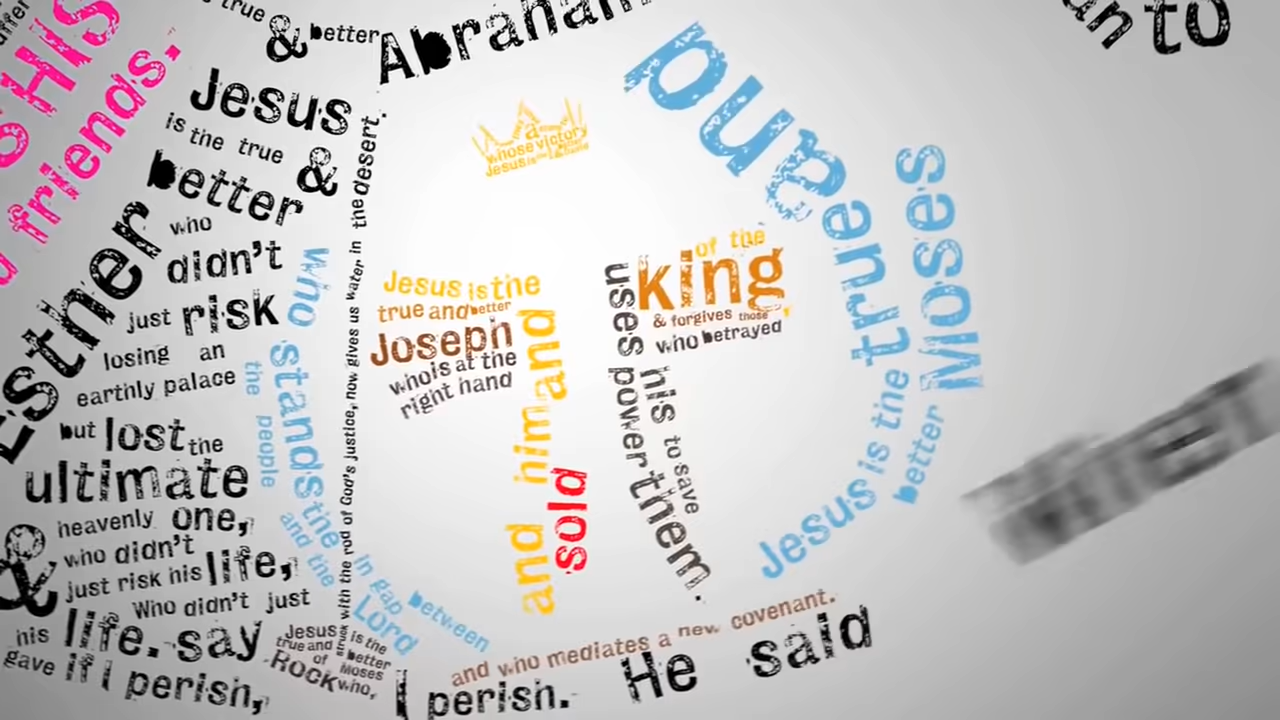 true
& better
Abraham
an to
HIS
friends.
Jesus
is the true &
better
who
didn't
just risk
losing an
earthly palace
but lost the
ultimate
heavenly one,
&
who didn't
just risk his life,
Who didn't just
his life. say
gave if I perish,
Esther
who stands the
the people
and the
in gap between
Lord
with the rod of God's justice, now gives us water in the desert.
Jesus is the
true and better
Rock of Moses
who,
a
whose victory
Jesus is the
Jesus is the
true and better
Joseph
who is at the
right hand
of the
king
& forgives those
who betrayed
him and
and
sold
uses
his power to save
them.
and
Jesus is the true
better Moses
and who mediates a new covenant.
I perish. He said